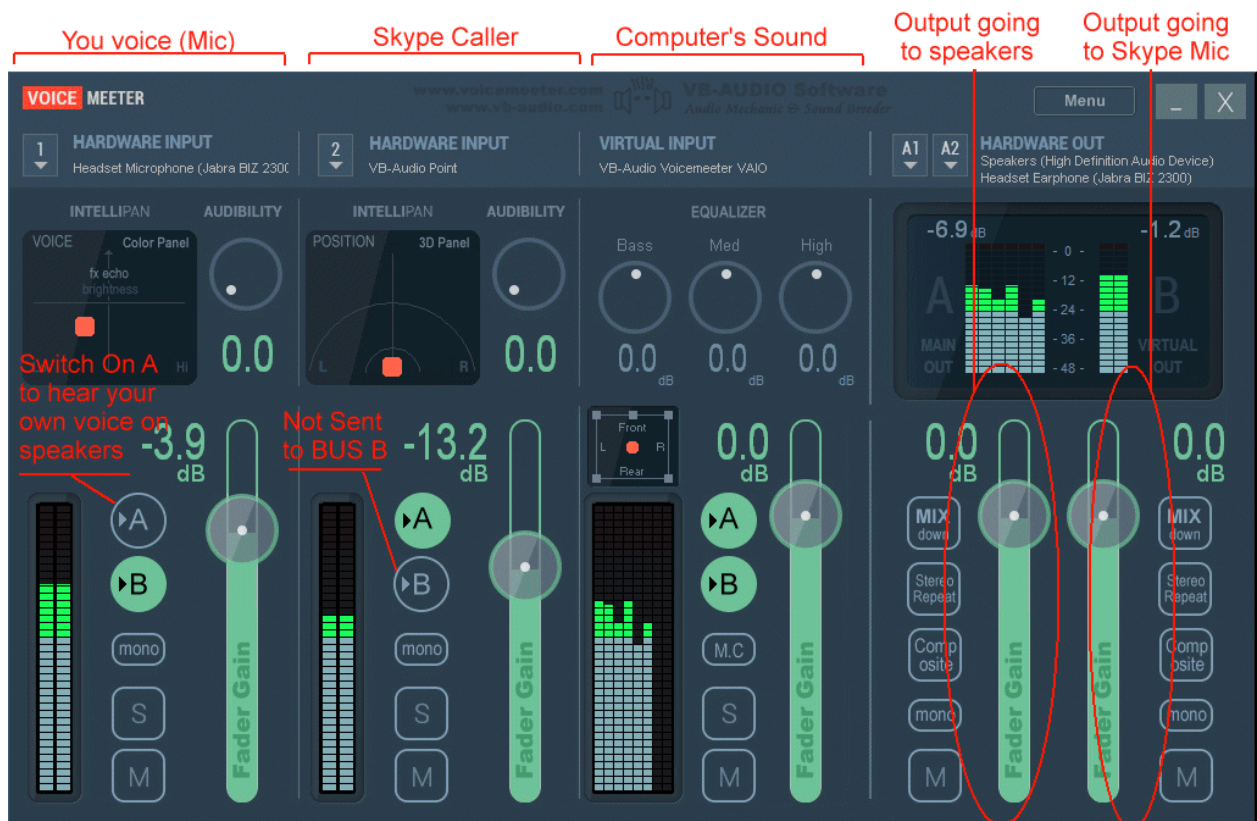 You voice (Mic)
Skype Caller
Computer's Sound
Output going
to speakers
Output going
to Skype Mic
VOICE MEETER
www.voicemeeter.com
www.vb-audio.com
VB-AUDIO Software
Audio Mechanic & Sound Breeder
Menu
_
X
1
HARDWARE INPUT
Headset Microphone (Jabra BIZ 230(
2
HARDWARE INPUT
VB-Audio Point
VIRTUAL INPUT
VB-Audio Voicemeeter VAIO
A1
A2
HARDWARE OUT
Speakers (High Definition Audio Device)
Headset Earphone (Jabra BIZ 2300)
INTELLIPAN
AUDIBILITY
VOICE
Color Panel
fx echo
brightness
Hi
0.0
INTELLIPAN
AUDIBILITY
POSITION
3D Panel
L
R
0.0
EQUALIZER
Bass
Med
High
0.0 dB
0.0 dB
0.0 dB
-6.9 dB
-1.2 dB
- 0 -
- 12 -
- 24 -
- 36 -
- 48 -
A
MAIN
OUT
B
VIRTUAL
OUT
Switch On A
to hear your
own voice on
speakers
-3.9
dB
A
B
mono
S
M
Fader Gain
Not Sent
to BUS B
-13.2
dB
A
B
mono
S
M
Fader Gain
Front
L
R
Rear
0.0
dB
A
B
M.C
S
M
Fader Gain
0.0
dB
MIX
down
Stereo
Repeat
Comp
osite
mono
M
Fader Gain
Fader Gain
0.0
dB
MIX
down
Stereo
Repeat
Comp
osite
mono
M